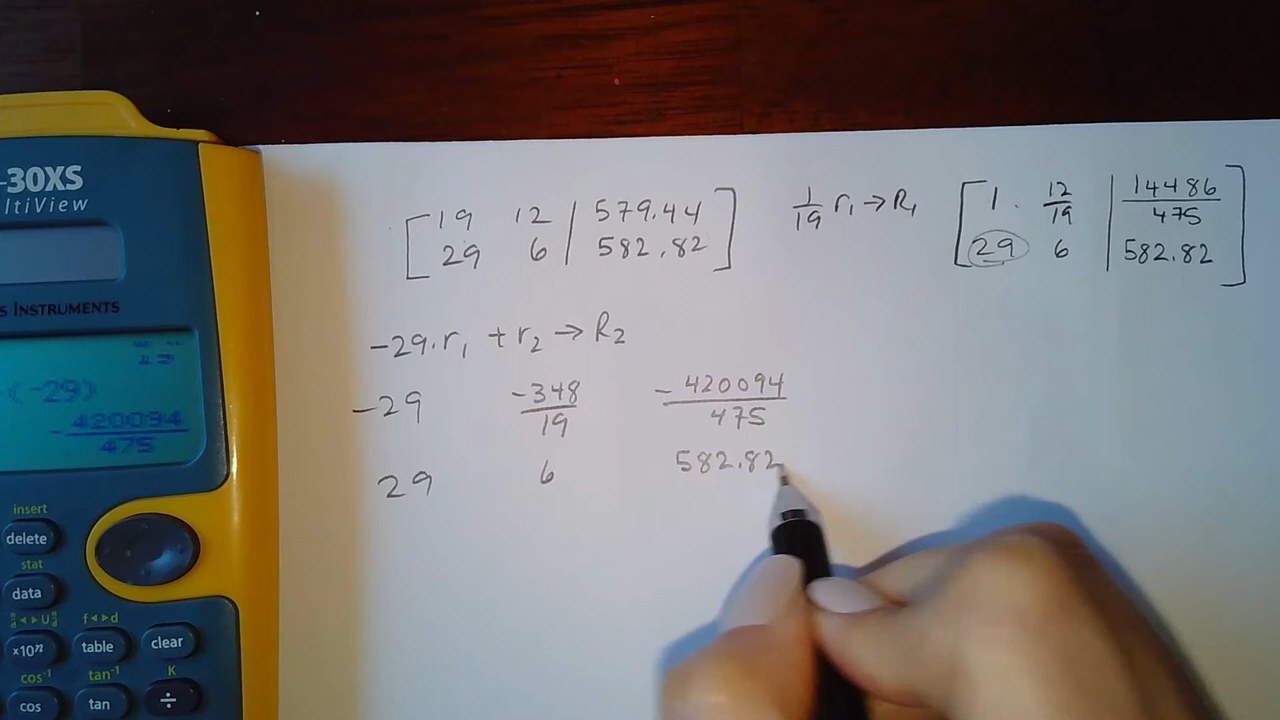 -30XS
ltiView
s INSTRUMENTS
(-29)
-420094/475
insert
delete
stat
data
f◄►d
×10ⁿ table clear
cos⁻¹ tan⁻¹ K
cos tan ÷
[19 12 | 579.44
29 6 | 582.82]
1/19 r₁→R₁
[1. 12/19 | 14486/475
29 6 | 582.82]
-29.r₁ +r₂→R₂
-29 -348/19 -420094/475
29 6 582.82